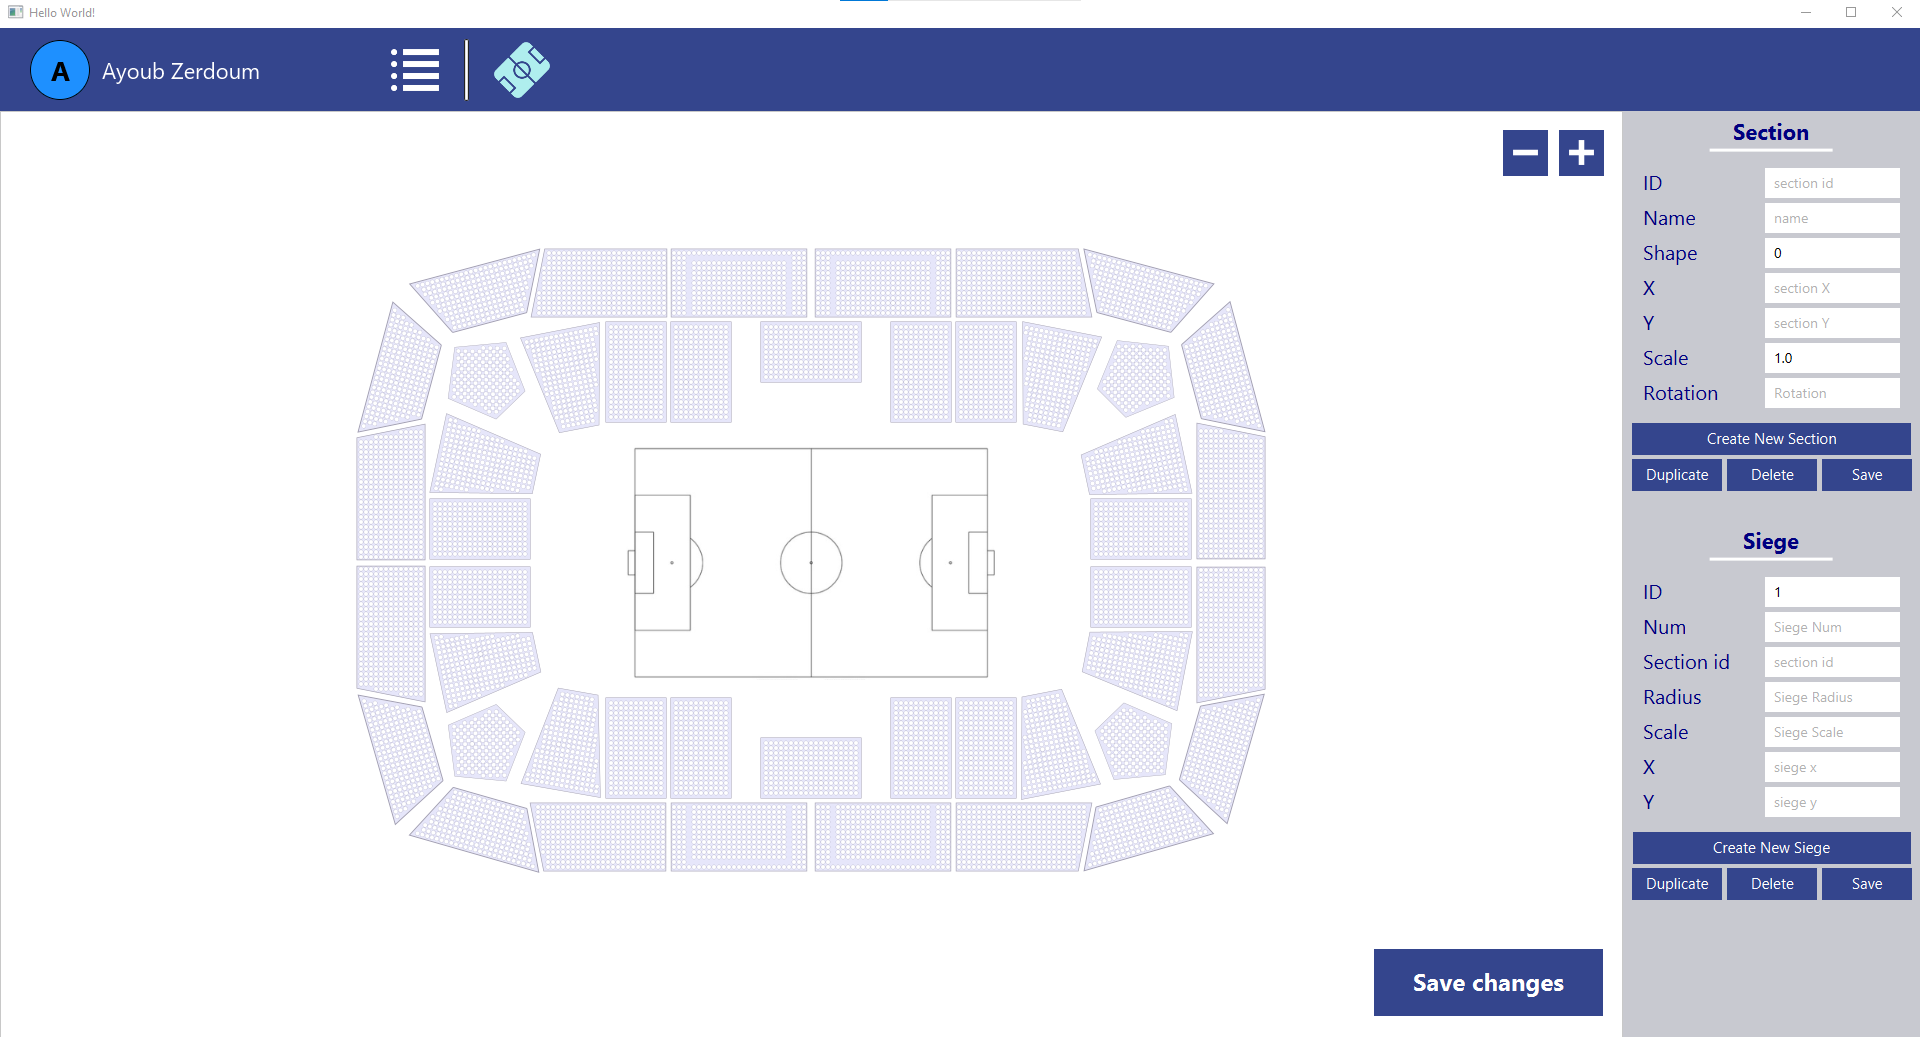 Hello World!
A Ayoub Zerdoum
Section
ID section id
Name name
Shape 0
X section X
Y section Y
Scale 1.0
Rotation Rotation
Create New Section
Duplicate Delete Save
Siege
ID 1
Num Siege Num
Section id section id
Radius Siege Radius
Scale Siege Scale
X siege x
Y siege y
Create New Siege
Duplicate Delete Save
Save changes